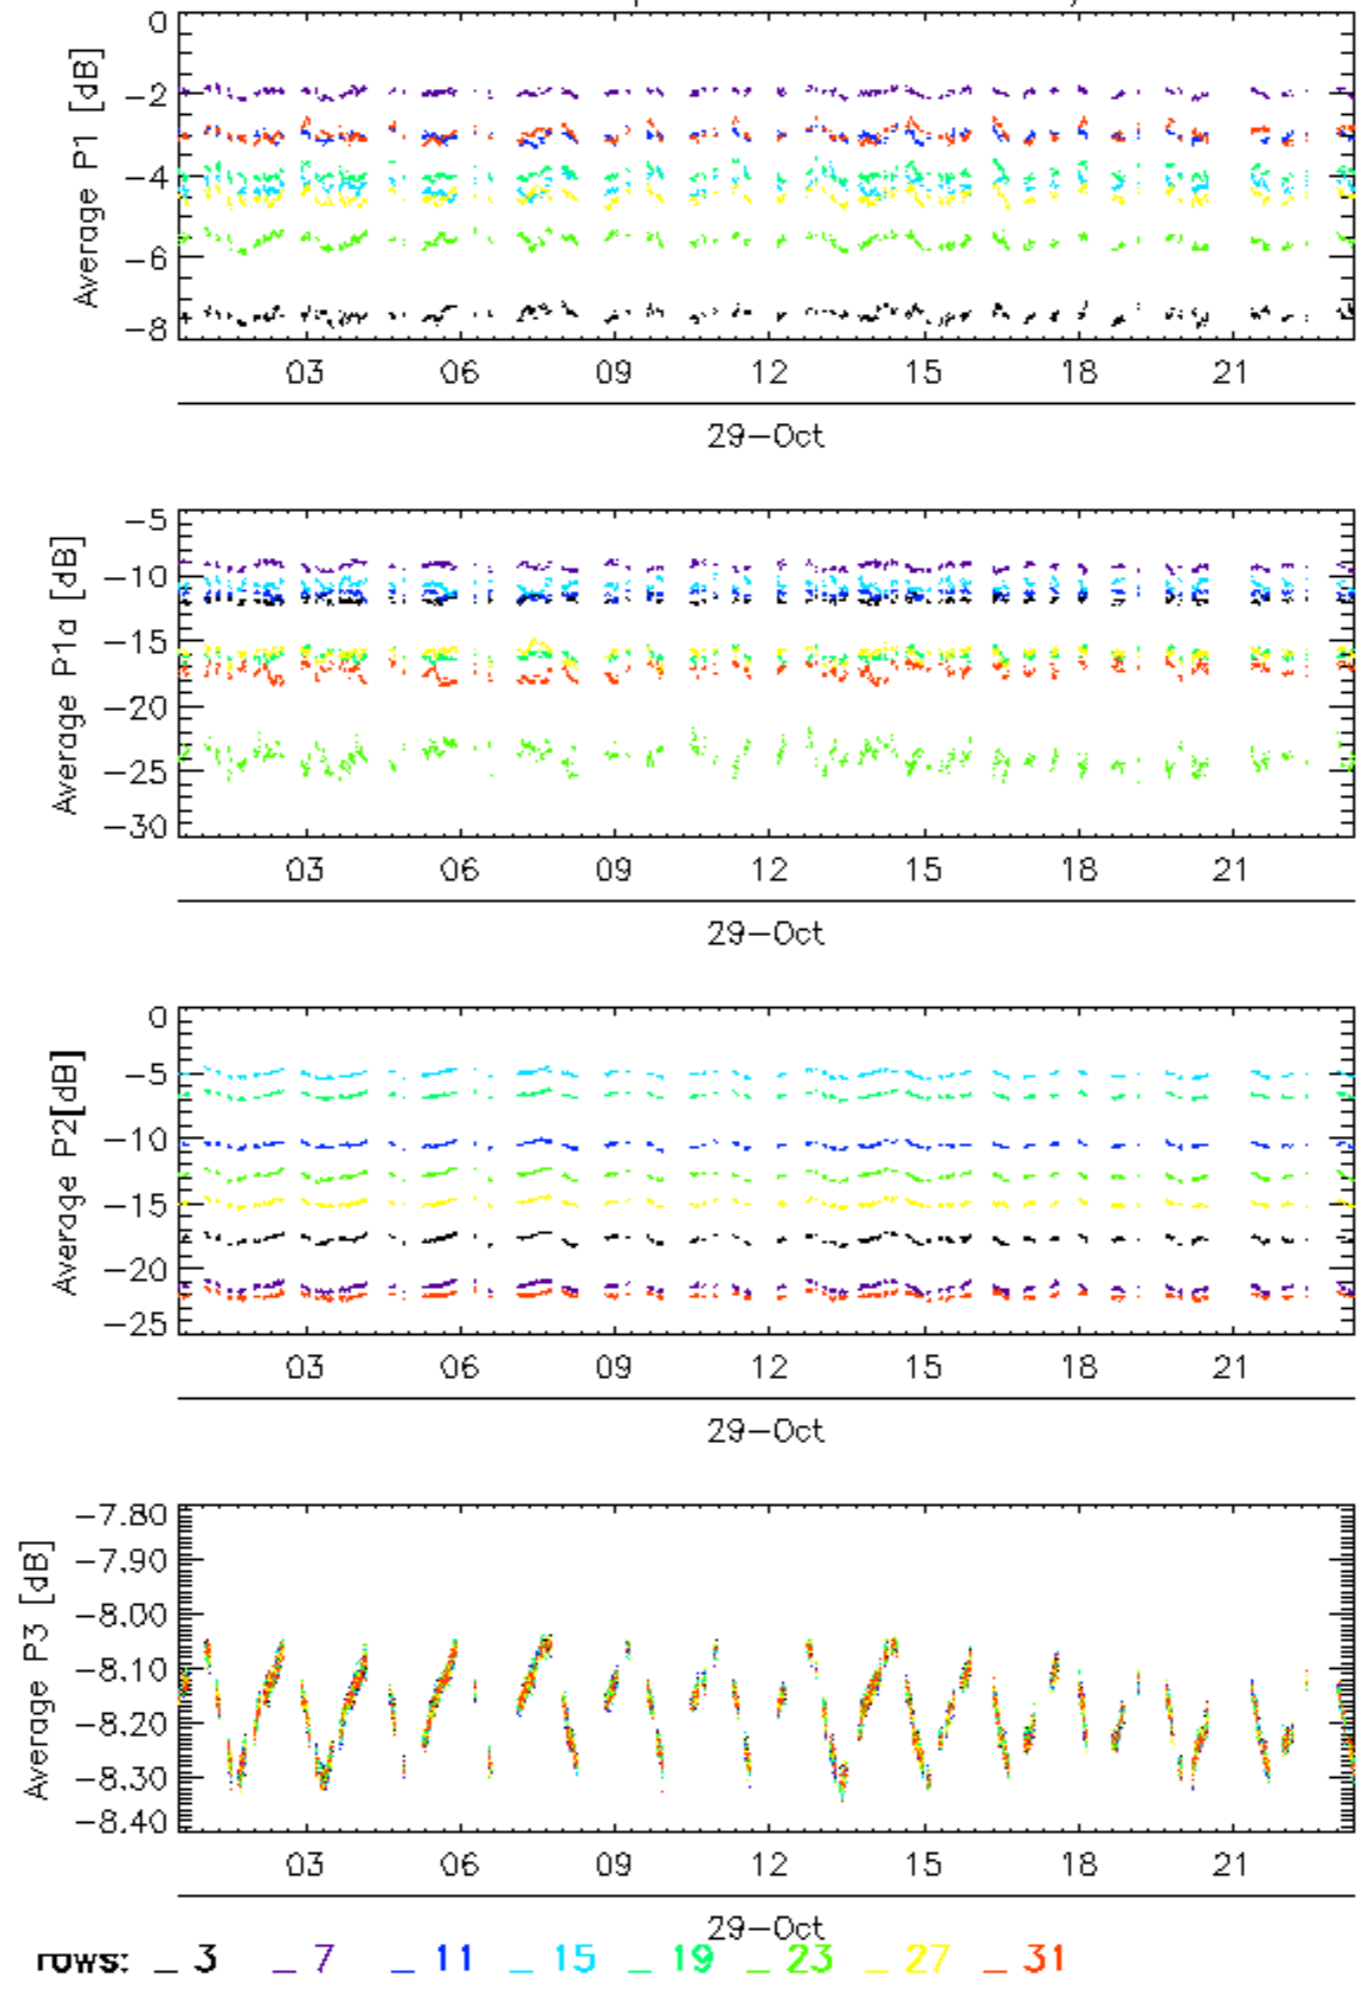 0
−2
−4
−6
−8
Average P1 [dB]
03 06 09 12 15 18 21
29−Oct
−5
−10
−15
−20
−25
−30
Average P1a [dB]
03 06 09 12 15 18 21
29−Oct
0
−5
−10
−15
−20
−25
Average P2[dB]
03 06 09 12 15 18 21
29−Oct
−7.80
−7.90
−8.00
−8.10
−8.20
−8.30
−8.40
Average P3 [dB]
03 06 09 12 15 18 21
29−Oct
rows: _ 3 _ 7 _ 11 _ 15 _ 19 _ 23 _ 27 _ 31